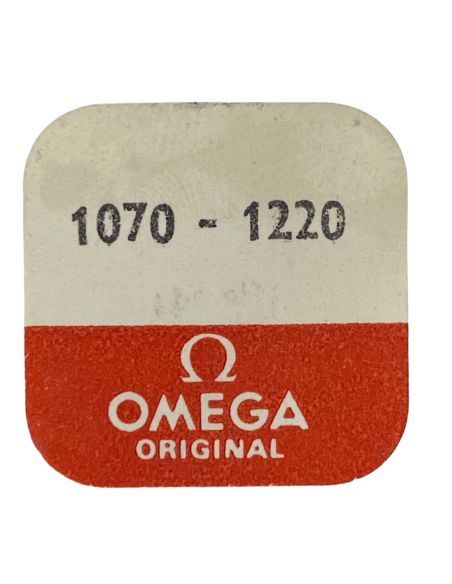 1070 - 1220
Ω
OMEGA
ORIGINAL